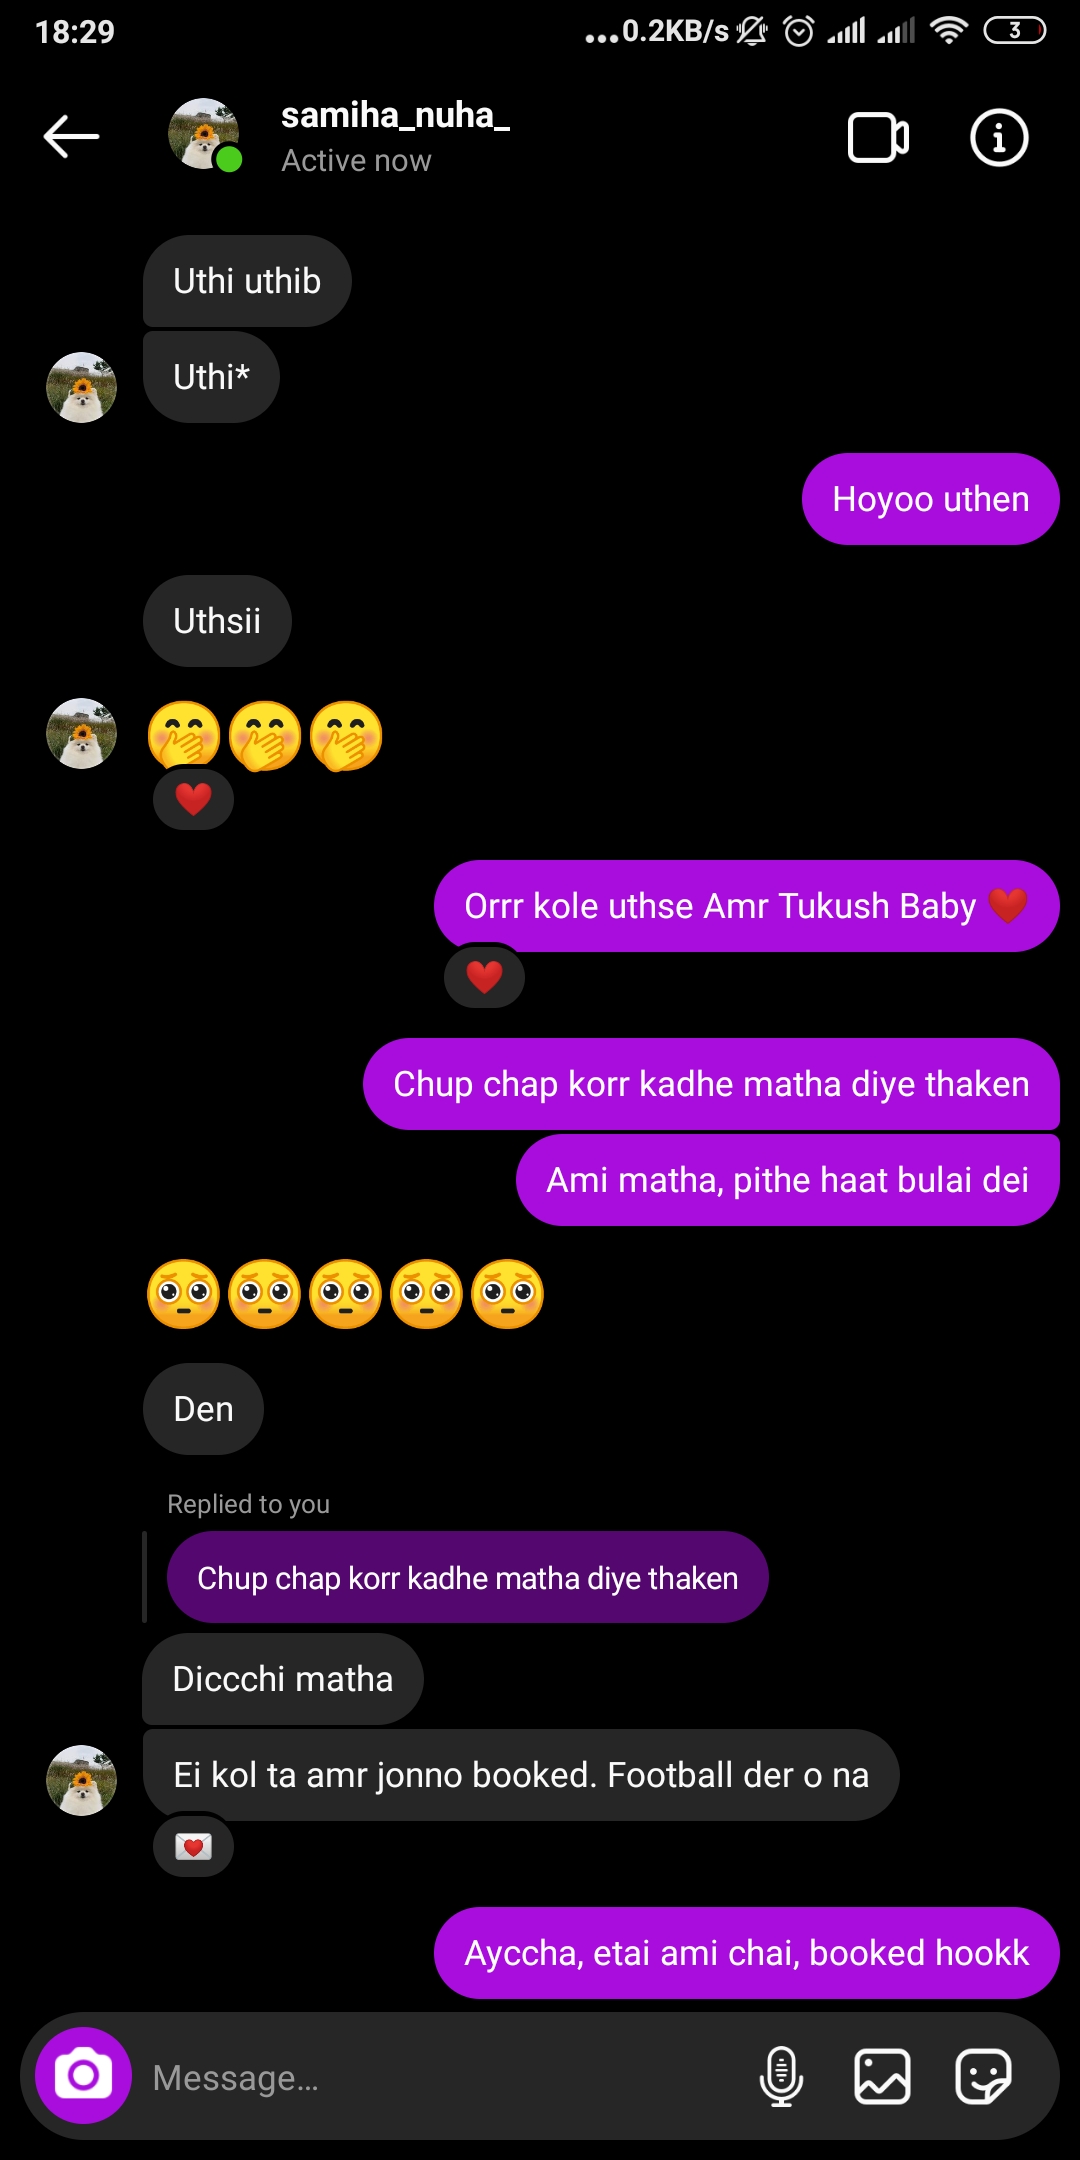 18:29
...0.2KB/s
3
samiha_nuha_
Active now
Uthi uthib
Uthi*
Hoyoo uthen
Uthsii
🤭🤭🤭
❤️
Orrr kole uthse Amr Tukush Baby ❤️
❤️
Chup chap korr kadhe matha diye thaken
Ami matha, pithe haat bulai dei
🥺🥺🥺🥺🥺
Den
Replied to you
Chup chap korr kadhe matha diye thaken
Diccchi matha
Ei kol ta amr jonno booked. Football der o na
💌
Ayccha, etai ami chai, booked hookk
Message...